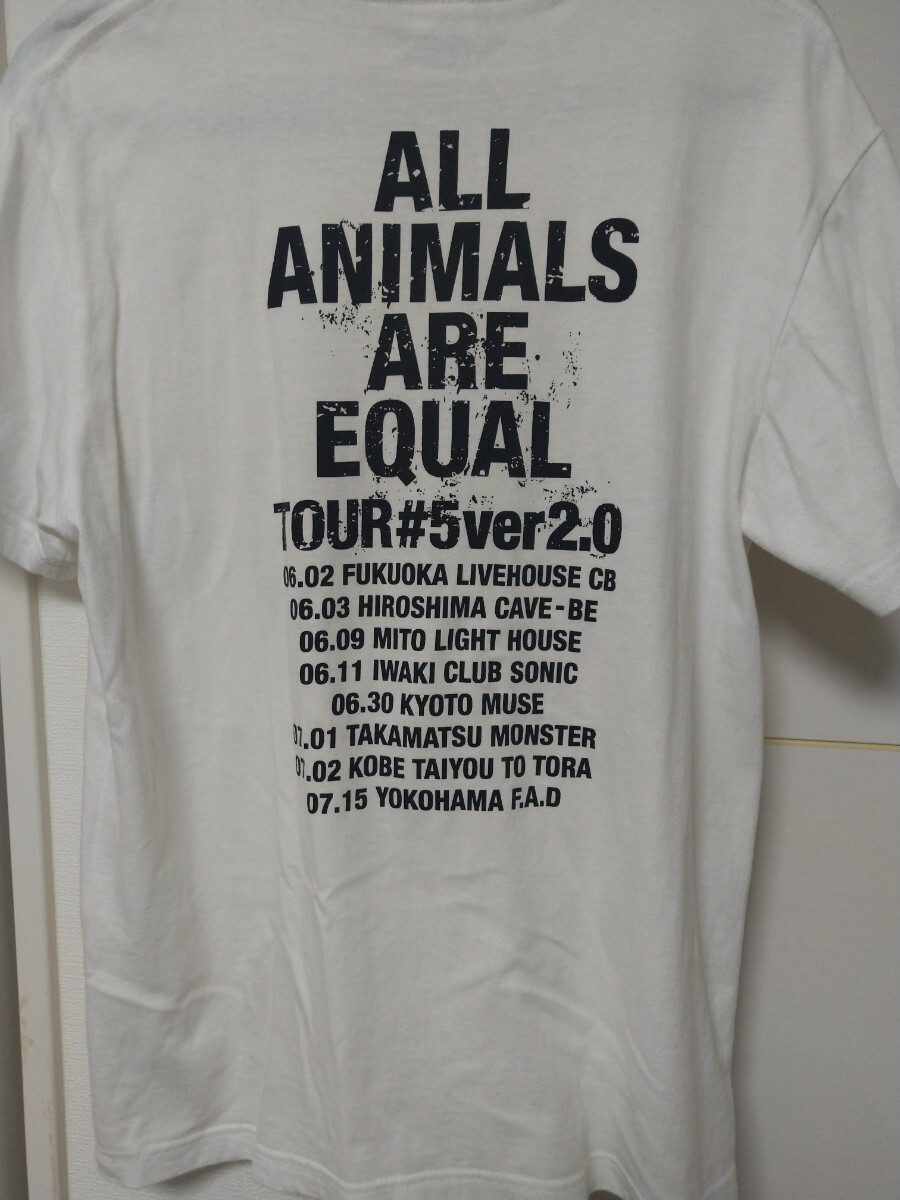 ALL
ANIMALS
ARE
EQUAL
TOUR#5ver2.0
06.02 FUKUOKA LIVEHOUSE CB
06.03 HIROSHIMA CAVE-BE
06.09 MITO LIGHT HOUSE
06.11 IWAKI CLUB SONIC
06.30 KYOTO MUSE
07.01 TAKAMATSU MONSTER
07.02 KOBE TAIYOU TO TORA
07.15 YOKOHAMA F.A.D